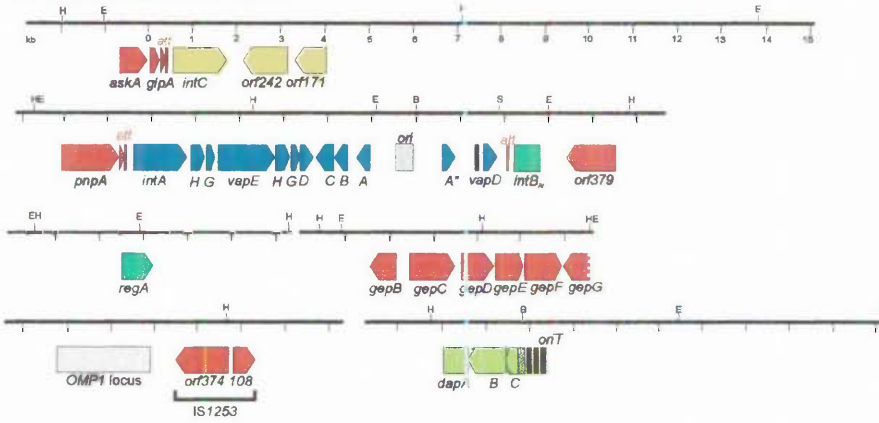 H E E E
kb 0 1 2 3 4 5 6 7 8 9 10 11 12 13 14 15
att
askA glpA intC orf242 orf171
HE H E B S E H
att ori att
pnpA intA H G vapE H G D C B A A" vapD intB orf379
EH E H H E H HE
regA gepB gepC gepD gepE gepF gepG
H H B E
oriT
OMP1 locus orf374 108 dapA B C
IS1253